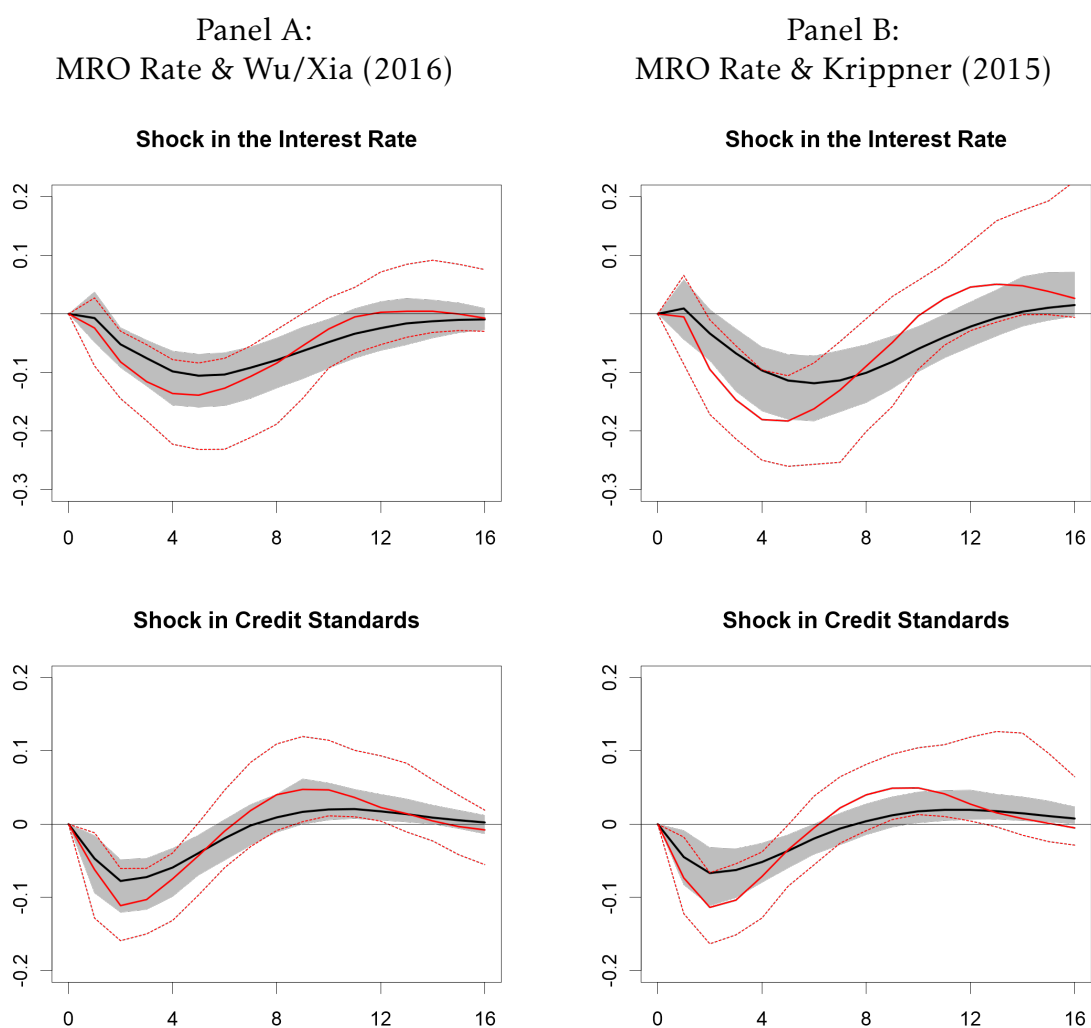 Panel A:
MRO Rate & Wu/Xia (2016)
Panel B:
MRO Rate & Krippner (2015)
Shock in the Interest Rate
0.2
0.1
0
-0.1
-0.2
-0.3
0 4 8 12 16
Shock in the Interest Rate
0.2
0.1
0
-0.1
-0.2
-0.3
0 4 8 12 16
Shock in Credit Standards
0.2
0.1
0
-0.1
-0.2
0 4 8 12 16
Shock in Credit Standards
0.2
0.1
0
-0.1
-0.2
0 4 8 12 16